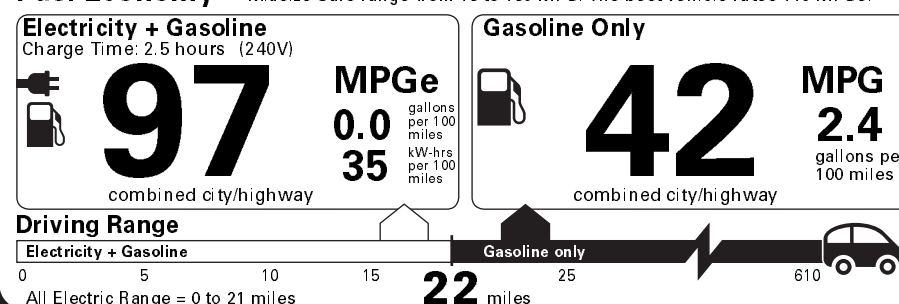 Electricity + Gasoline
Charge Time: 2.5 hours (240V)
97
MPGe
0.0
gallons
per 100
miles
35
kW-hrs
per 100
miles
combined city/highway
Gasoline Only
42
MPG
2.4
gallons pe
100 miles
combined city/highway
Driving Range
Electricity + Gasoline
Gasoline only
0 5 10 15 22 miles 25 610
All Electric Range = 0 to 21 miles